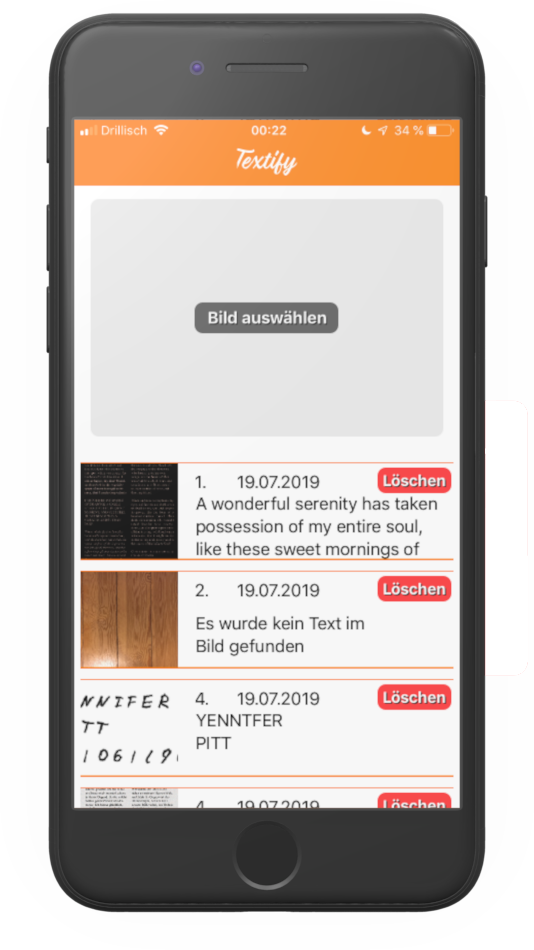 Drillisch 00:22 34 %
Textify
Bild auswählen
1. 19.07.2019 Löschen
A wonderful serenity has taken
possession of my entire soul,
like these sweet mornings of
2. 19.07.2019 Löschen
Es wurde kein Text im
Bild gefunden
NNIFER
TT
4. 19.07.2019 Löschen
YENNTFER
PITT
4. 19.07.2019 Löschen